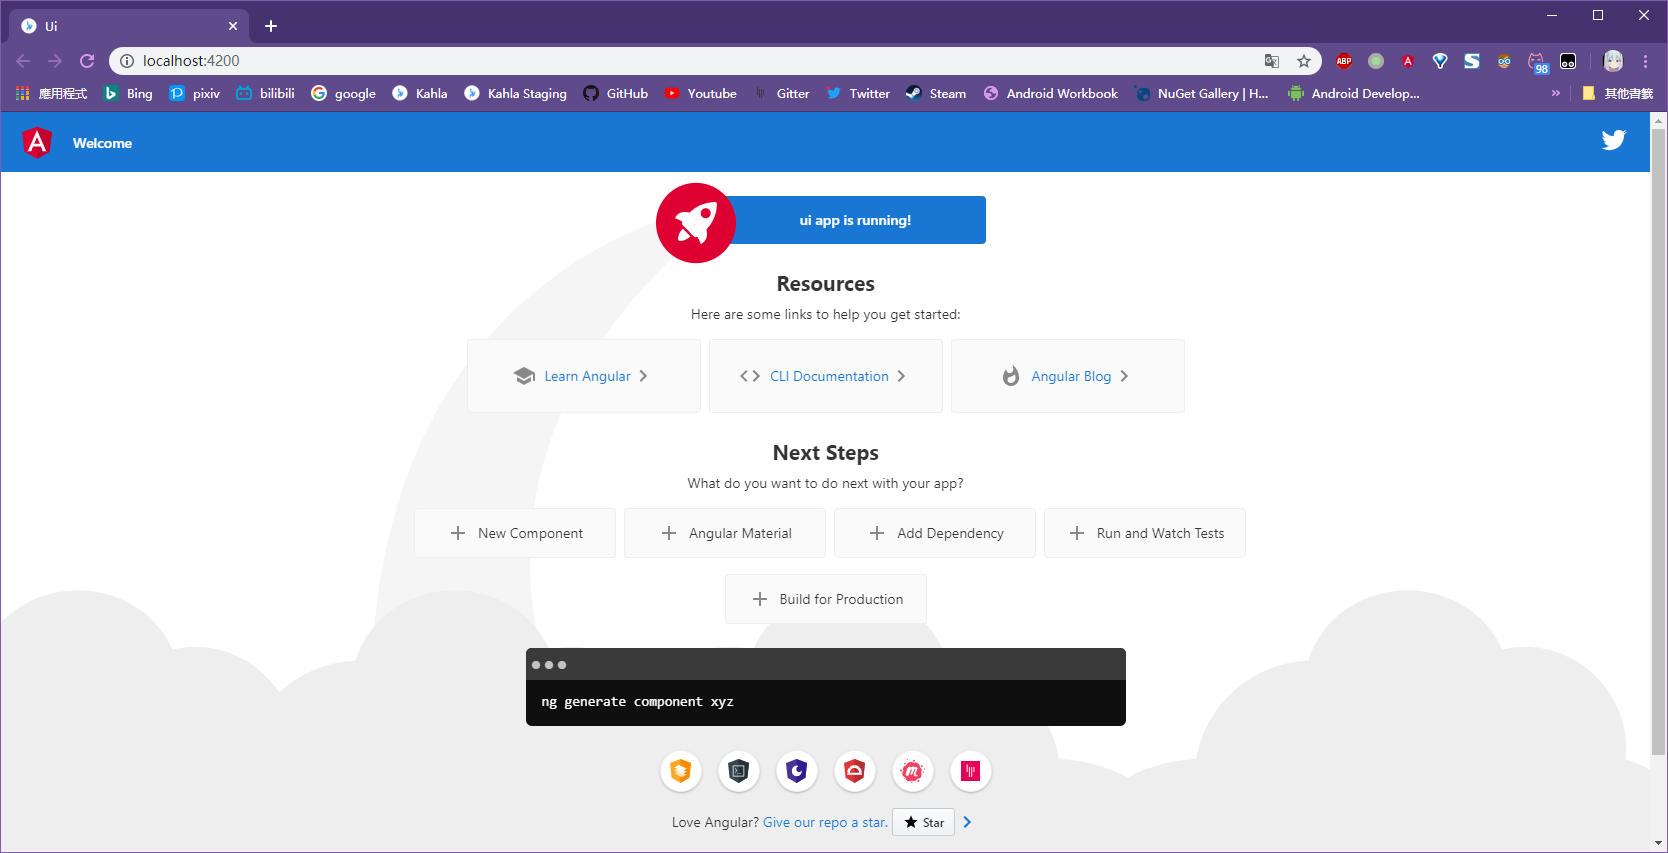 Ui
localhost:4200
ABP
A
S
98
應用程式
Bing
pixiv
bilibili
google
Kahla
Kahla Staging
GitHub
Youtube
Gitter
Twitter
Steam
Android Workbook
NuGet Gallery | H...
Android Develop...
»
其他書籤
A
Welcome
ui app is running!
Resources
Here are some links to help you get started:
Learn Angular
CLI Documentation
Angular Blog
Next Steps
What do you want to do next with your app?
New Component
Angular Material
Add Dependency
Run and Watch Tests
Build for Production
ng generate component xyz
m
Love Angular? Give our repo a star. Star